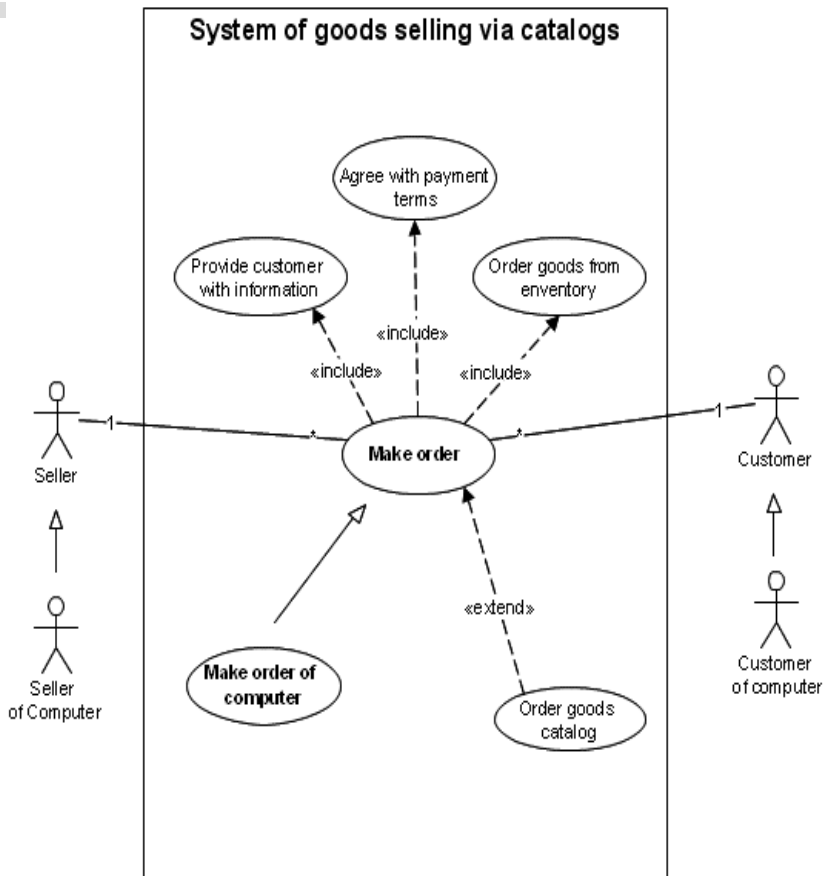 System of goods selling via catalogs
Agree with payment
terms
Provide customer
with information
Order goods from
enventory
«include»
«include»
«include»
1
*
*
1
Make order
Seller
Customer
«extend»
Make order of
computer
Order goods
catalog
Seller
of Computer
Customer
of computer